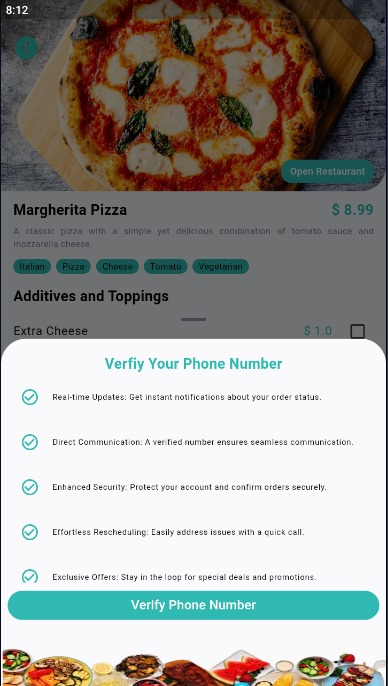 8:12
Open Restaurant
Margherita Pizza
$ 8.99
A classic pizza with a simple yet delicious combination of tomato sauce and
mozzarella cheese.
Italian
Pizza
Cheese
Tomato
Vegetarian
Additives and Toppings
Extra Cheese
$ 1.0
Verfiy Your Phone Number
Real-time Updates: Get instant notifications about your order status.
Direct Communication: A verified number ensures seamless communication.
Enhanced Security: Protect your account and confirm orders securely.
Effortless Rescheduling: Easily address issues with a quick call.
Exclusive Offers: Stay in the loop for special deals and promotions.
Verify Phone Number